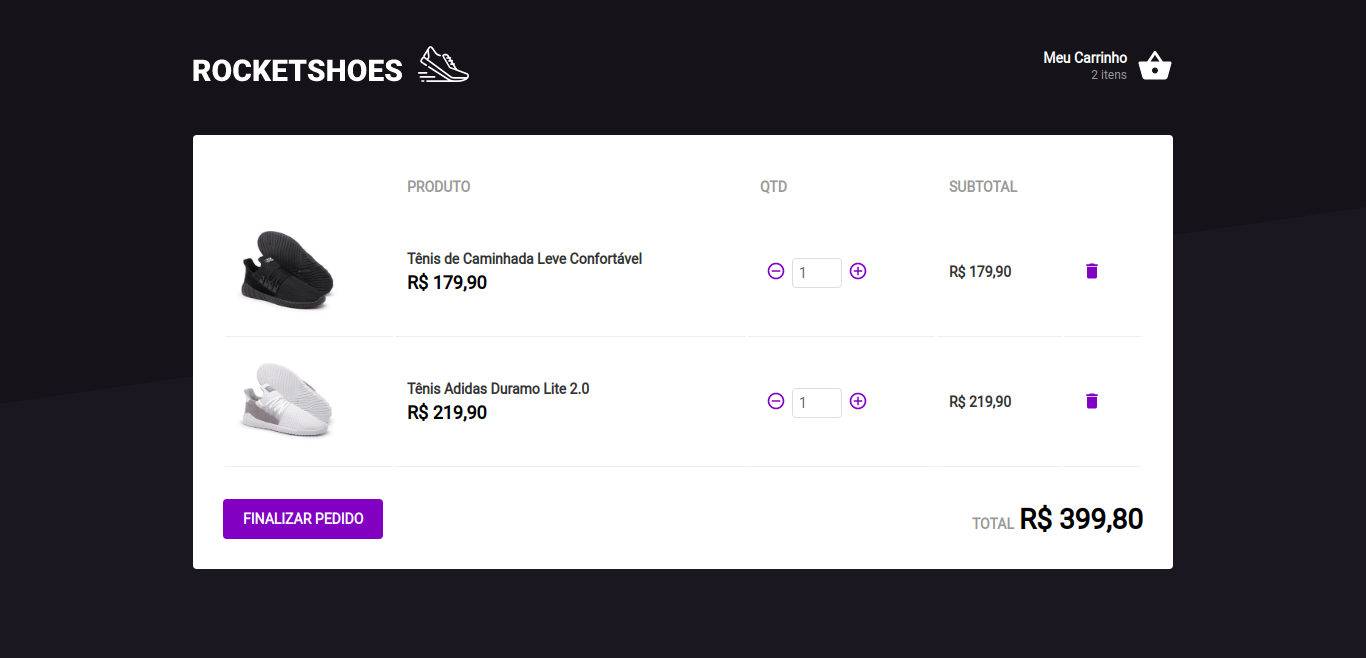 ROCKETSHOES
Meu Carrinho
2 itens
PRODUTO QTD SUBTOTAL
Tênis de Caminhada Leve Confortável
R$ 179,90
1
R$ 179,90
Tênis Adidas Duramo Lite 2.0
R$ 219,90
1
R$ 219,90
FINALIZAR PEDIDO
TOTAL R$ 399,80